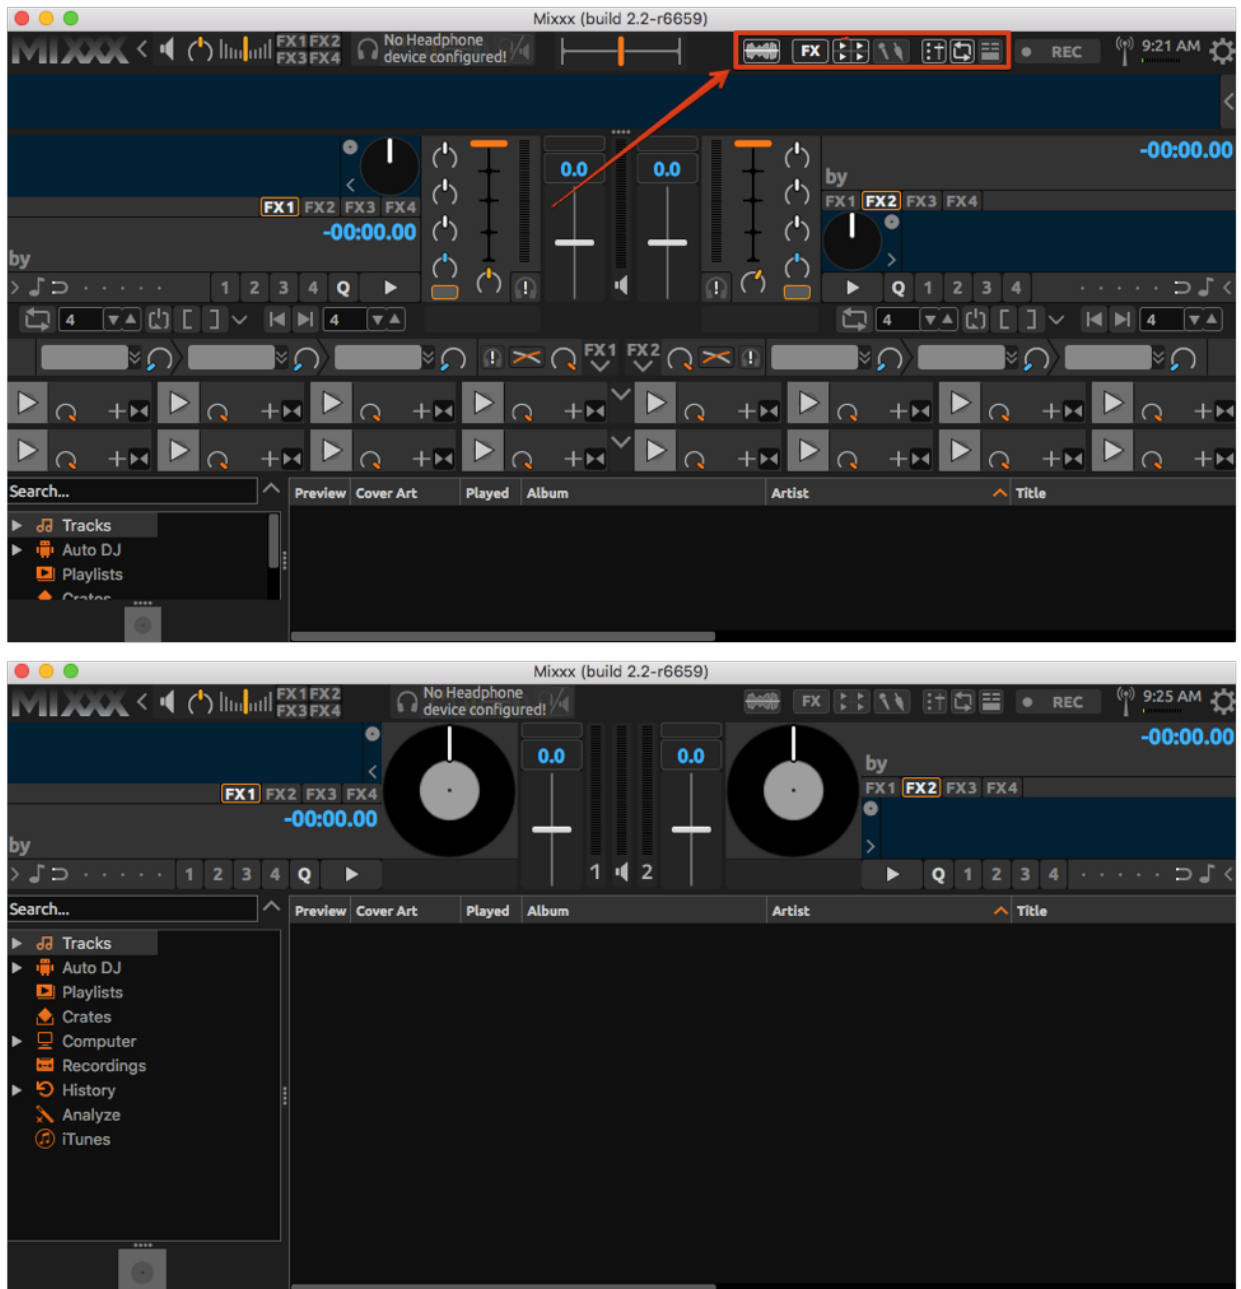 Mixxx (build 2.2-r6659)
MIXXX FX1 FX2 No Headphone FX REC 9:21 AM
FX3 FX4 device configured!
-00:00.00
0.0 0.0
by
FX1 FX2 FX3 FX4 FX1 FX2 FX3 FX4
-00:00.00
by
1 2 3 4 Q Q 1 2 3 4
4 4 4 4
FX1 FX2
Search... Preview Cover Art Played Album Artist Title
Tracks
Auto DJ
Playlists
Crates
Mixxx (build 2.2-r6659)
MIXXX FX1 FX2 No Headphone FX REC 9:25 AM
FX3 FX4 device configured!
-00:00.00
0.0 0.0
by
FX1 FX2 FX3 FX4 FX1 FX2 FX3 FX4
-00:00.00
by
1 2 3 4 Q 1 2 Q 1 2 3 4
Search... Preview Cover Art Played Album Artist Title
Tracks
Auto DJ
Playlists
Crates
Computer
Recordings
History
Analyze
iTunes